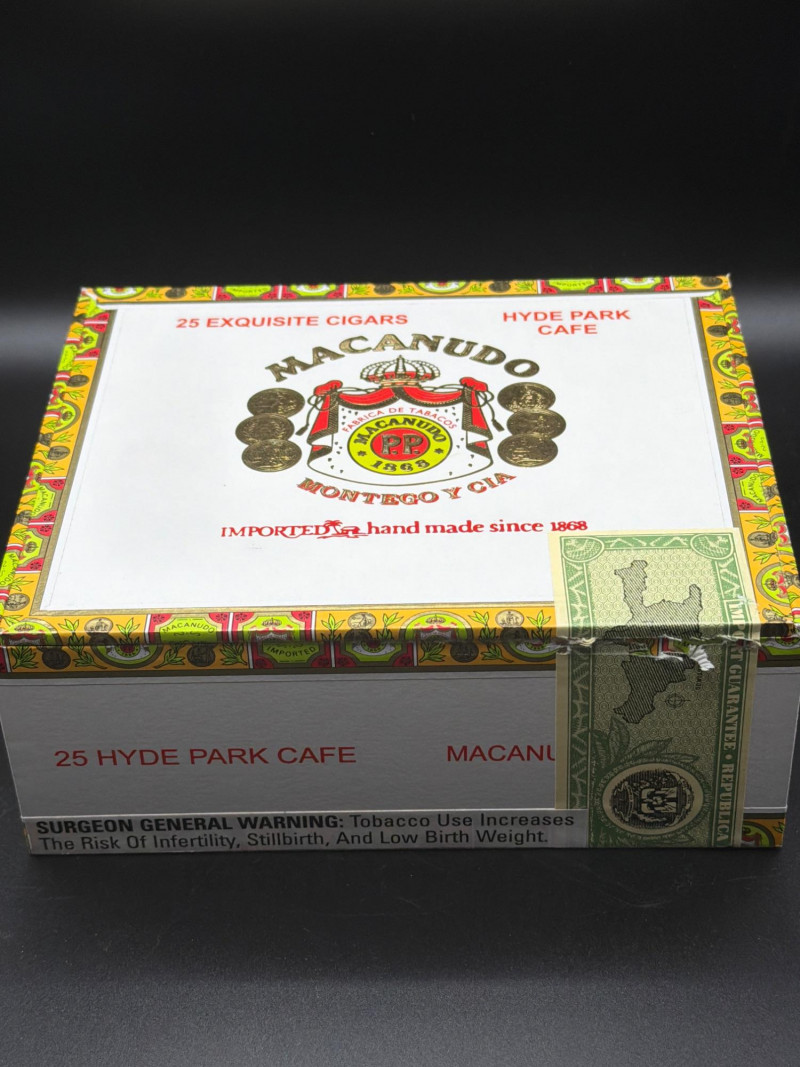 25 EXQUISITE CIGARS
HYDE PARK
CAFE
MACANUDO
FABRICA DE TABACOS
MACANUDO
P.P.
1868
MONTEGO Y CIA
IMPORTED hand made since 1868
MACANUDO
IMPORTED
25 HYDE PARK CAFE
MACANU
GUARANTEE • REPUBLICA
SURGEON GENERAL WARNING: Tobacco Use Increases
The Risk Of Infertility, Stillbirth, And Low Birth Weight.